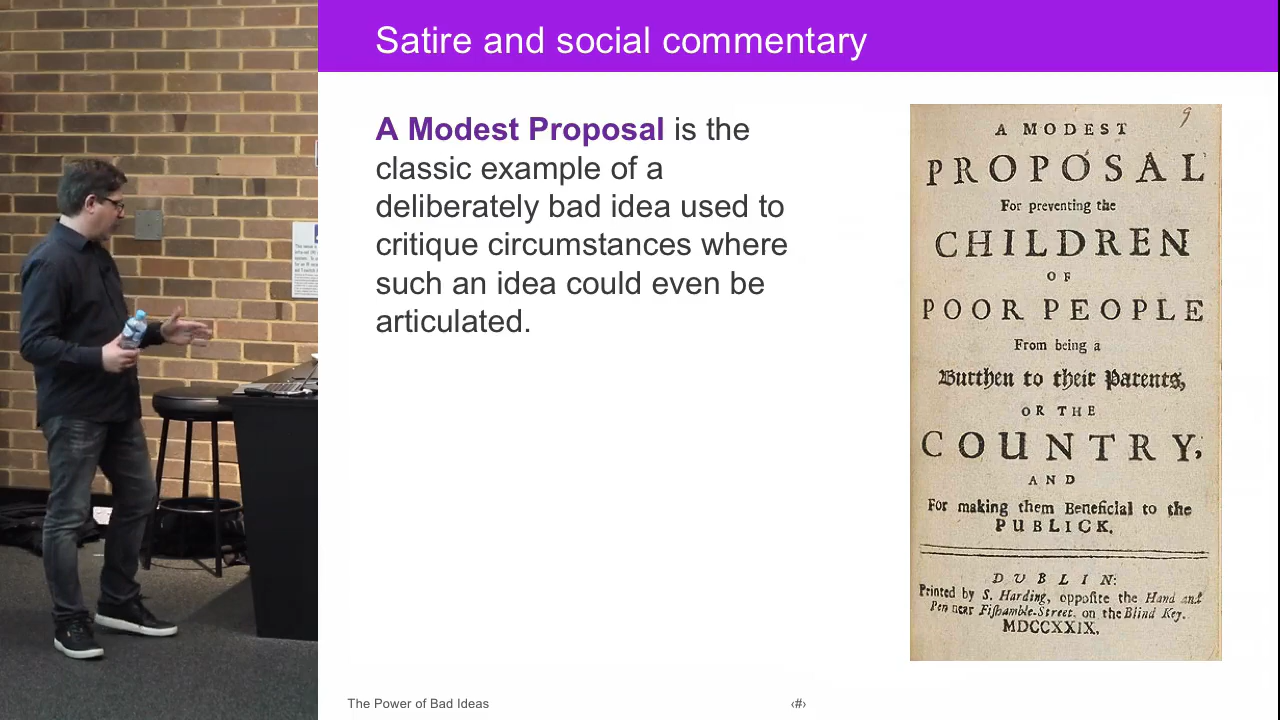 Satire and social commentary
A Modest Proposal is the
classic example of a
deliberately bad idea used to
critique circumstances where
such an idea could even be
articulated.
9
A MODEST
PROPOSAL
For preventing the
CHILDREN
OF
POOR PEOPLE
From being a
Burthen to their Parents,
OR THE
COUNTRY,
AND
For making them Beneficial to the
PUBLICK.
DUBLIN:
Printed by S. Harding, opposite the Hand and
Pen near Fishamble-Street, on the Blind Key.
MDCCXXIX.
The Power of Bad Ideas
‹#›